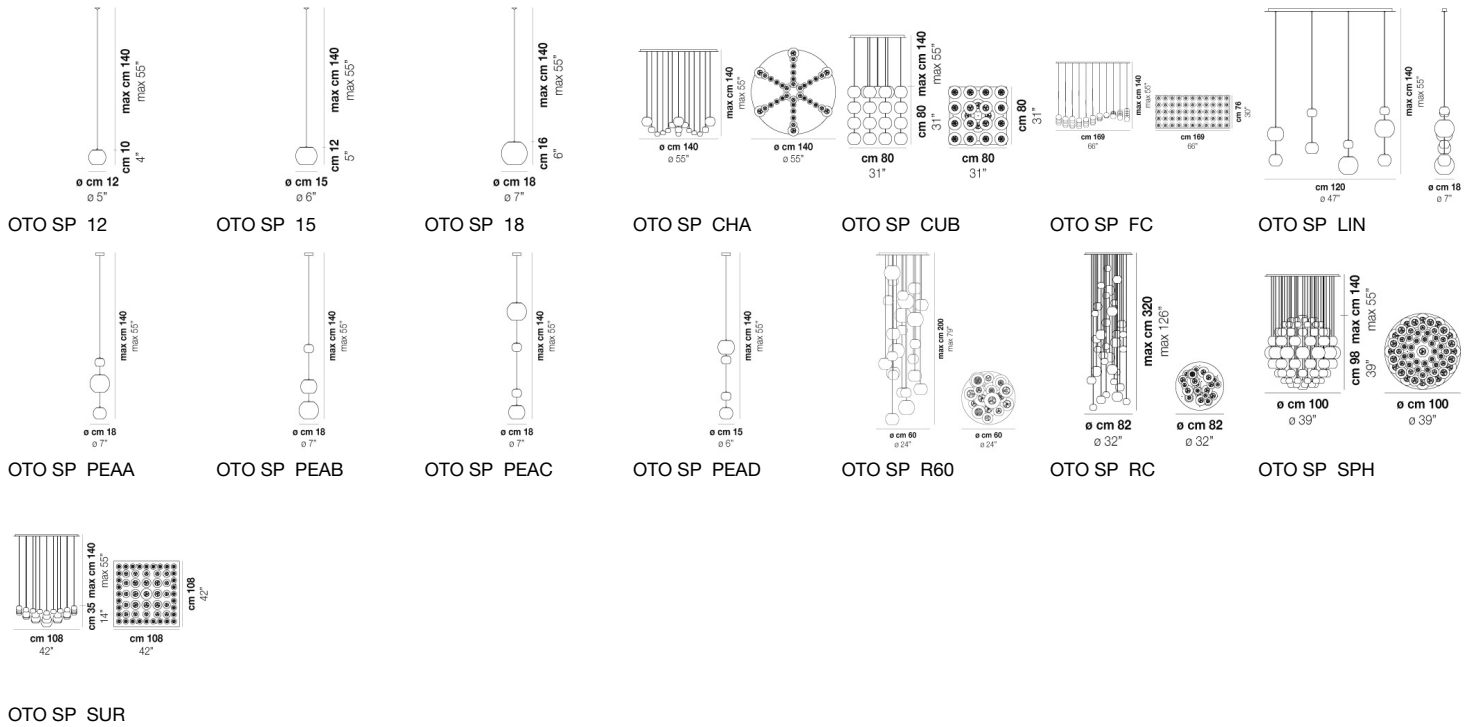 max cm 140
max 55"
cm 10
4"
ø cm 12
ø 5"
OTO SP 12
max cm 140
max 55"
cm 12
5"
ø cm 15
ø 6"
OTO SP 15
max cm 140
max 55"
cm 16
6"
ø cm 18
ø 7"
OTO SP 18
max cm 140
max 55"
ø cm 140
ø 55"
ø cm 140
ø 55"
OTO SP CHA
max cm 140
max 55"
cm 80
31"
cm 80
31"
cm 80
31"
cm 80
31"
OTO SP CUB
max cm 140
max 55"
cm 169
66"
cm 76
30"
cm 169
66"
OTO SP FC
max cm 140
max 55"
cm 120
ø 47"
ø cm 18
ø 7"
OTO SP LIN
max cm 140
max 55"
ø cm 18
ø 7"
OTO SP PEAA
max cm 140
max 55"
ø cm 18
ø 7"
OTO SP PEAB
max cm 140
max 55"
ø cm 18
ø 7"
OTO SP PEAC
max cm 140
max 55"
ø cm 15
ø 6"
OTO SP PEAD
max cm 200
max 79"
ø cm 60
ø 24"
ø cm 60
ø 24"
OTO SP R60
max cm 320
max 126"
ø cm 82
ø 32"
ø cm 82
ø 32"
OTO SP RC
max cm 140
max 55"
cm 98
39"
ø cm 100
ø 39"
ø cm 100
ø 39"
OTO SP SPH
max cm 140
max 55"
cm 35
14"
cm 108
42"
cm 108
42"
cm 108
42"
OTO SP SUR